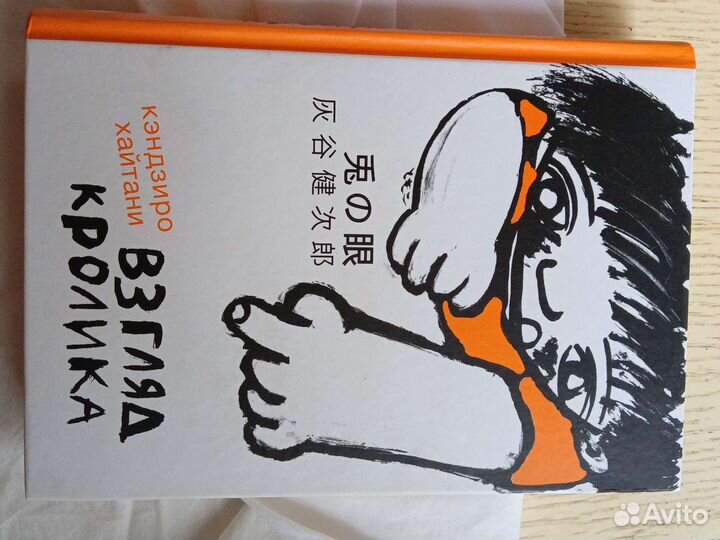 кэндзиро
хайтани
ВЗГЛЯД
КРОЛИКА
兎の眼
灰谷健次郎
Avito